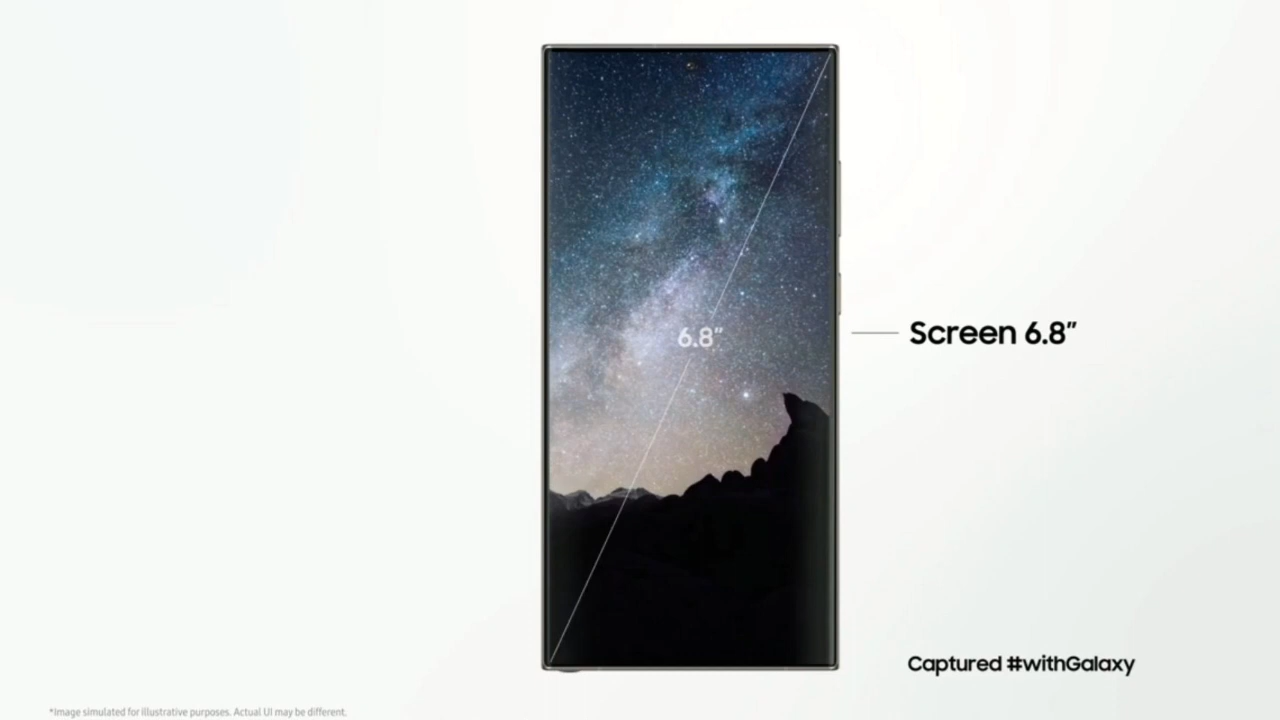 6.8”
Screen 6.8”
Captured #withGalaxy
*Image simulated for illustrative purposes. Actual UI may be different.